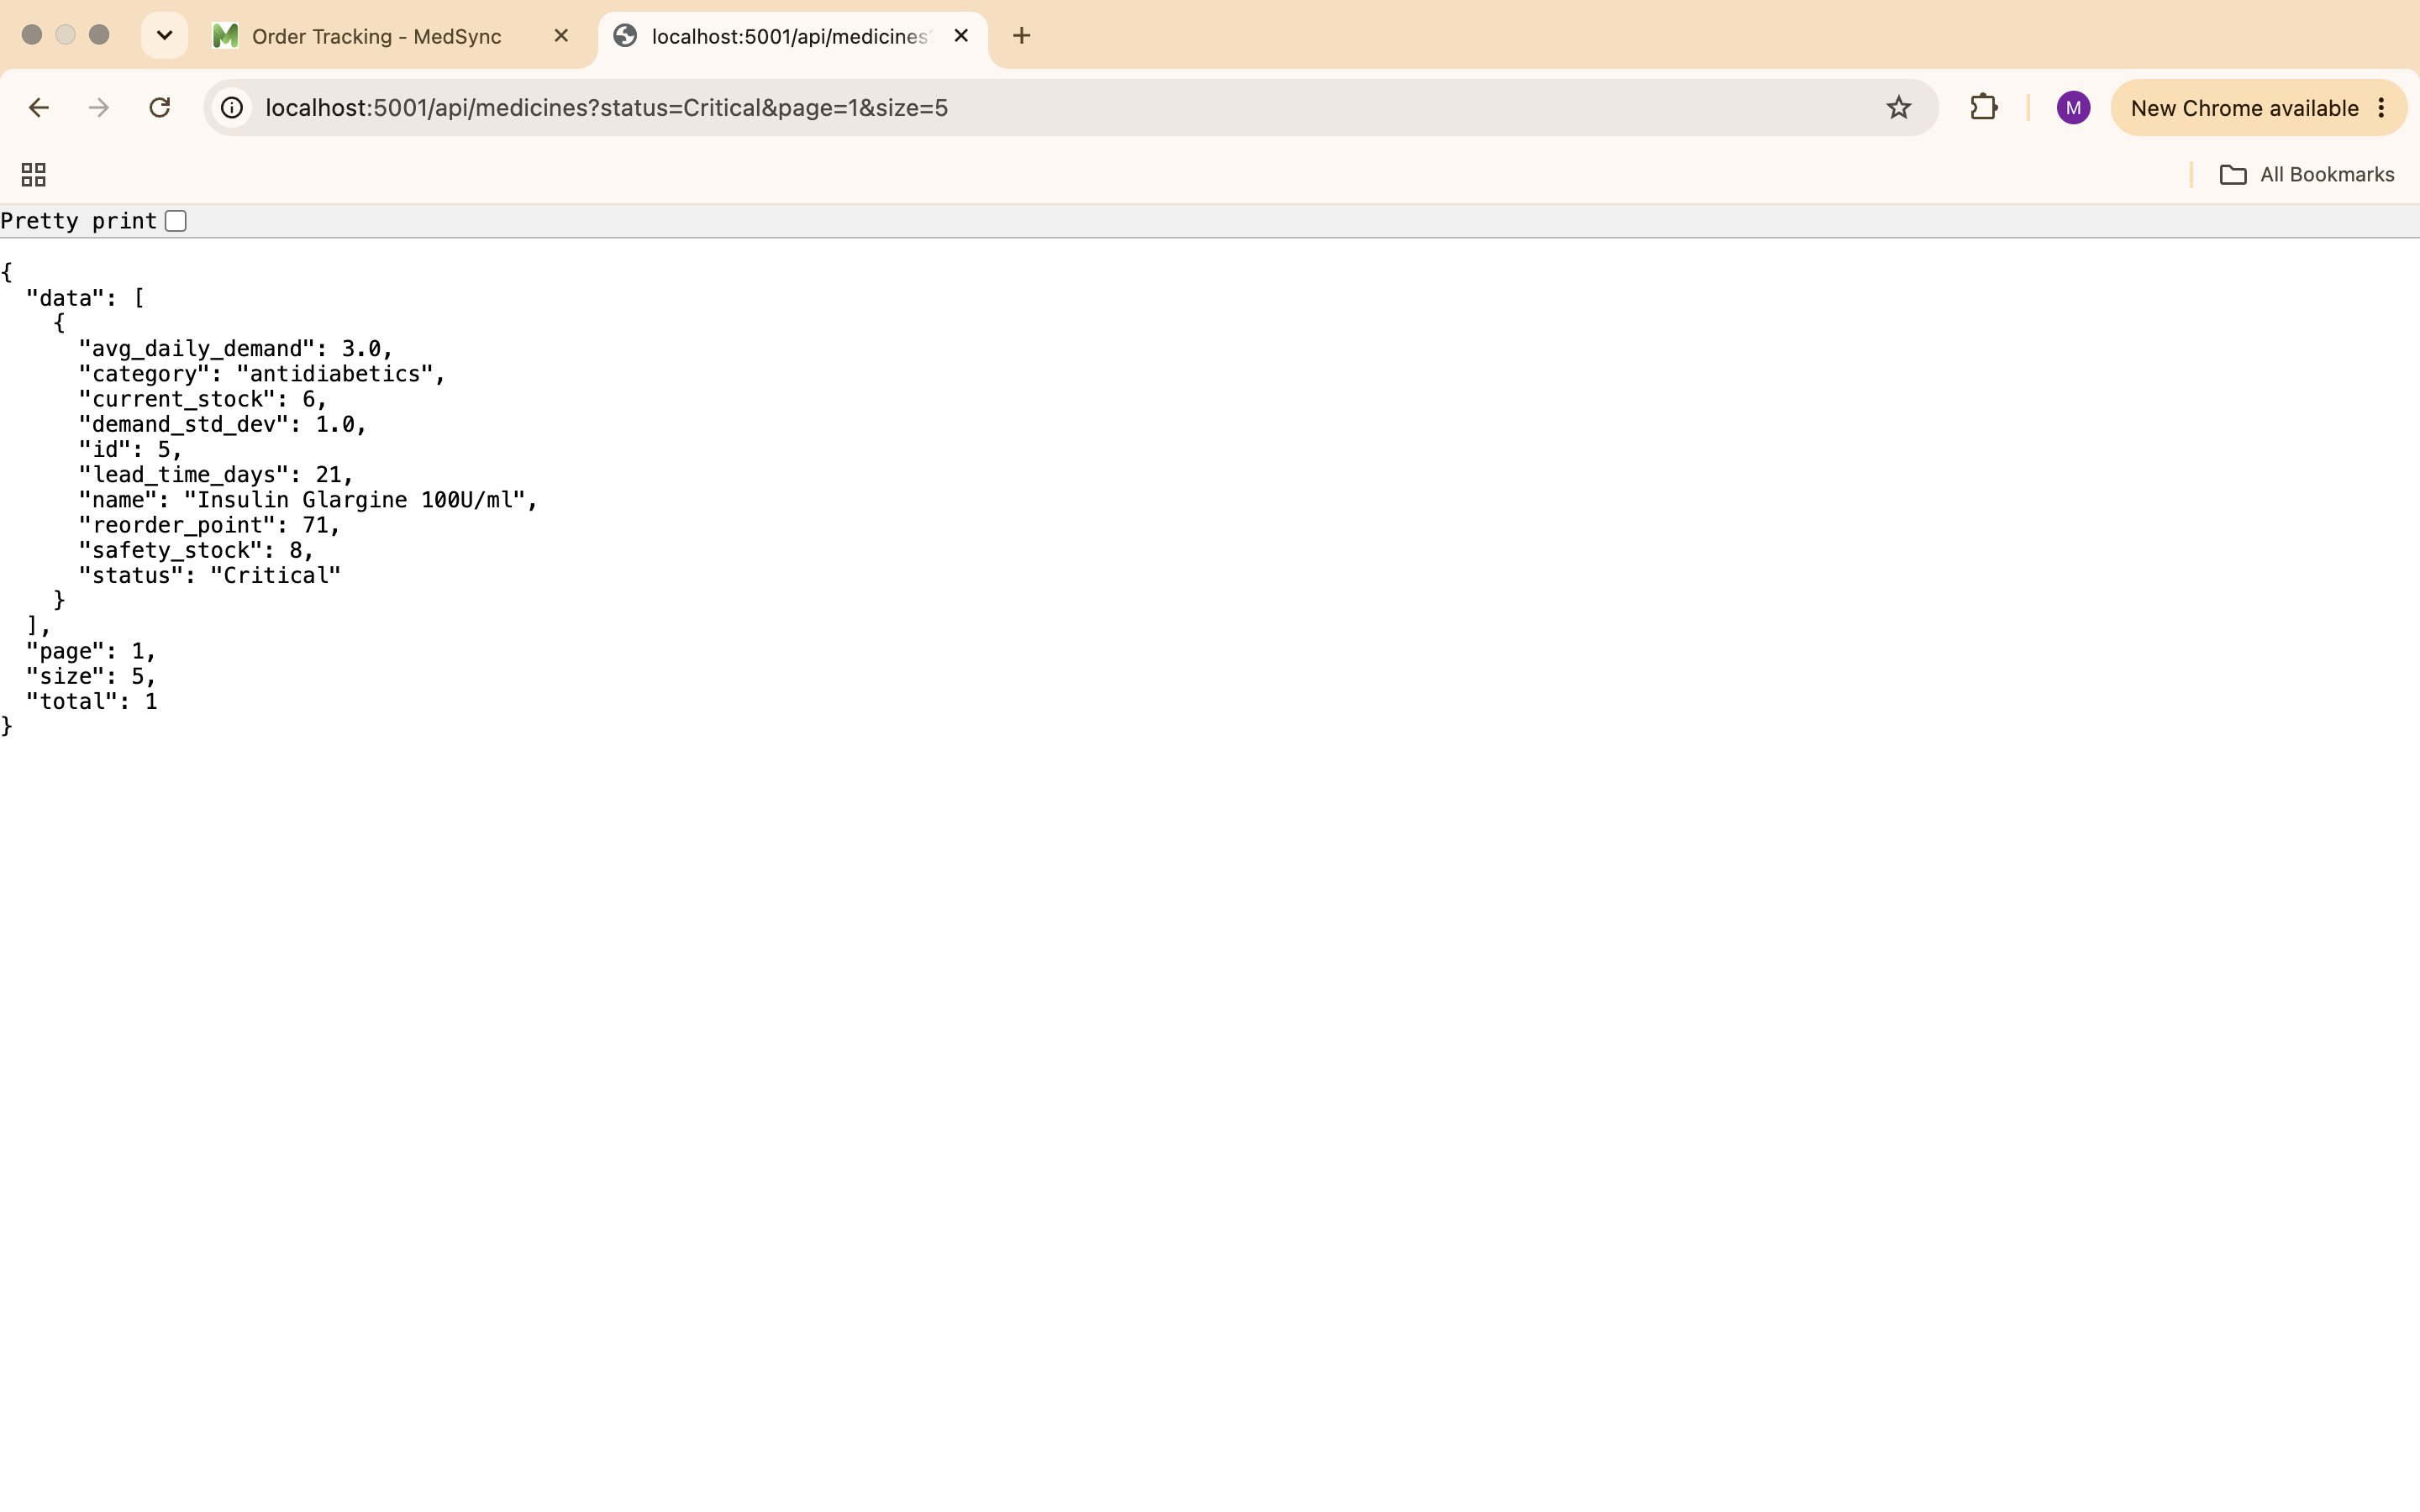 Order Tracking - MedSync
localhost:5001/api/medicines
localhost:5001/api/medicines?status=Critical&page=1&size=5
M
New Chrome available
All Bookmarks
Pretty print
{
  "data": [
    {
      "avg_daily_demand": 3.0,
      "category": "antidiabetics",
      "current_stock": 6,
      "demand_std_dev": 1.0,
      "id": 5,
      "lead_time_days": 21,
      "name": "Insulin Glargine 100U/ml",
      "reorder_point": 71,
      "safety_stock": 8,
      "status": "Critical"
    }
  ],
  "page": 1,
  "size": 5,
  "total": 1
}